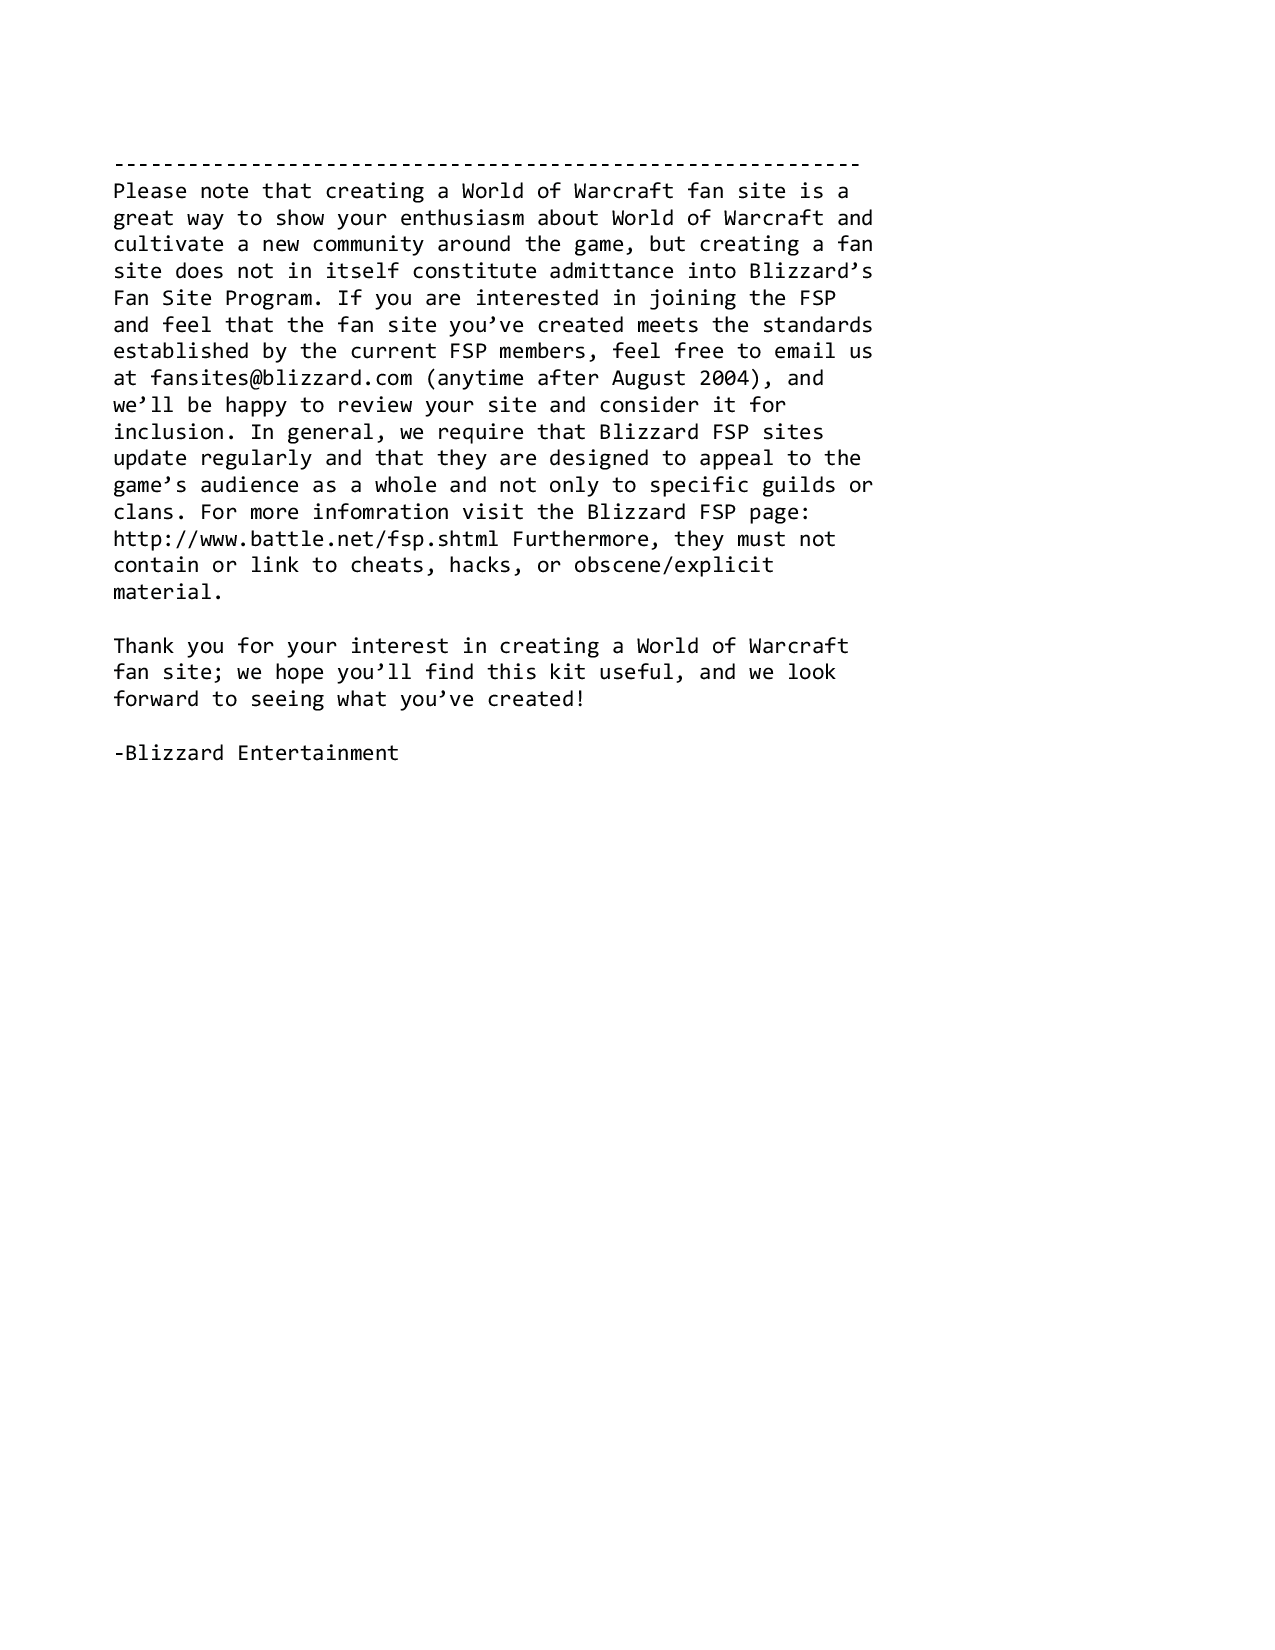 ------------------------------------------------------------
Please note that creating a World of Warcraft fan site is a
great way to show your enthusiasm about World of Warcraft and
cultivate a new community around the game, but creating a fan
site does not in itself constitute admittance into Blizzard’s
Fan Site Program. If you are interested in joining the FSP
and feel that the fan site you’ve created meets the standards
established by the current FSP members, feel free to email us
at fansites@blizzard.com (anytime after August 2004), and
we’ll be happy to review your site and consider it for
inclusion. In general, we require that Blizzard FSP sites
update regularly and that they are designed to appeal to the
game’s audience as a whole and not only to specific guilds or
clans. For more infomration visit the Blizzard FSP page:
http://www.battle.net/fsp.shtml Furthermore, they must not
contain or link to cheats, hacks, or obscene/explicit
material.

Thank you for your interest in creating a World of Warcraft
fan site; we hope you’ll find this kit useful, and we look
forward to seeing what you’ve created!

-Blizzard Entertainment